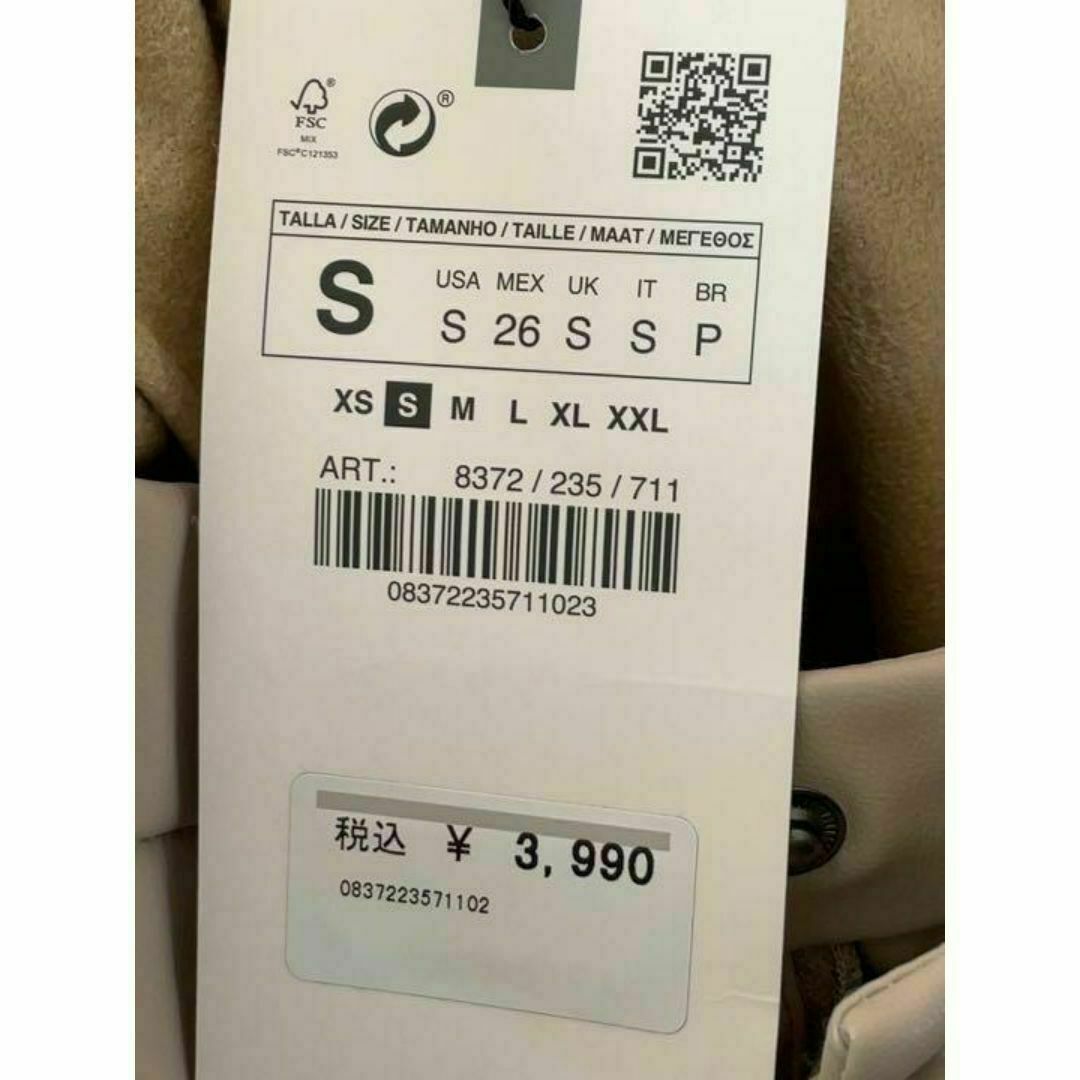 ®
FSC
MIX
FSC®C121353
®
TALLA / SIZE / TAMANHO / TAILLE / MAAT / ΜΕΓΕΘΟΣ
S
USA MEX UK IT BR
S 26 S S P
XS S M L XL XXL
ART.: 8372 / 235 / 711
08372235711023
税込 ¥ 3,990
0837223571102